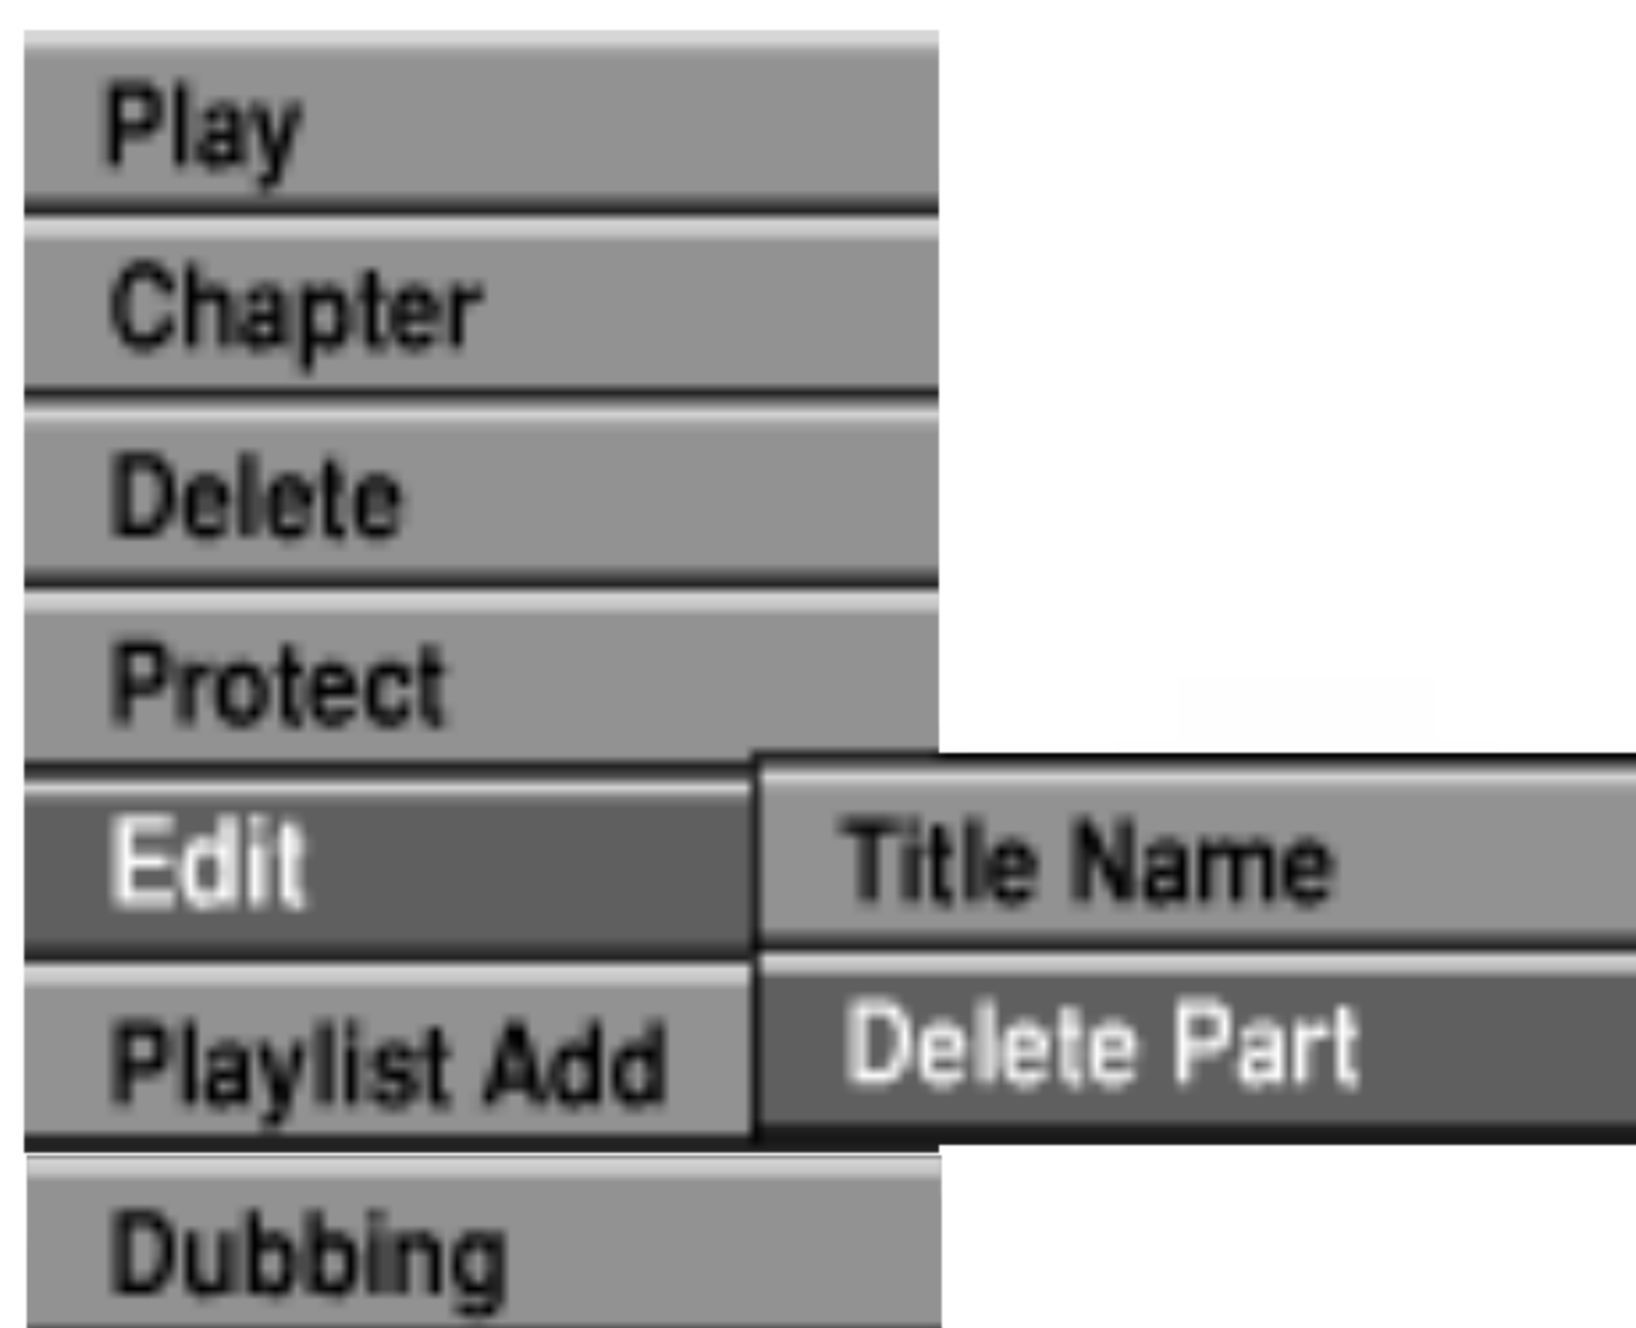 Play
Chapter
Delete
Protect
Edit
Title Name
Playlist Add
Delete Part
Dubbing